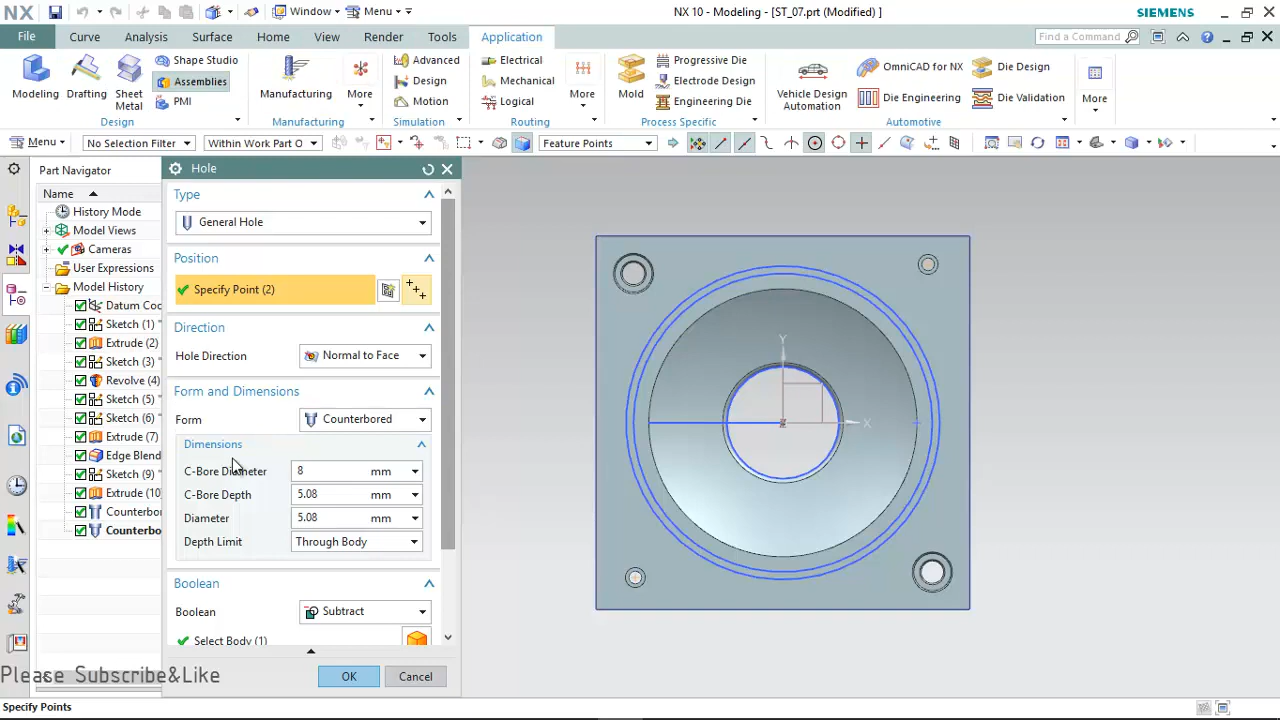 NX
Window
Menu
NX 10 - Modeling - [ST_07.prt (Modified) ]
SIEMENS
File
Curve
Analysis
Surface
Home
View
Render
Tools
Application
Find a Command
Modeling
Drafting
Sheet Metal
Shape Studio
Assemblies
PMI
Design
Manufacturing
More
Manufacturing
Advanced
Design
Motion
Simulation
Electrical
Mechanical
Logical
More
Routing
Mold
Progressive Die
Electrode Design
Engineering Die
Process Specific
Vehicle Design Automation
OmniCAD for NX
Die Engineering
Die Design
Die Validation
Automotive
More
Menu
No Selection Filter
Within Work Part O
Feature Points
Part Navigator
Name
History Mode
Model Views
Cameras
User Expressions
Model History
Datum Coo
Sketch (1) "
Extrude (2)
Sketch (3) "
Revolve (4)
Sketch (5) "
Sketch (6) "
Extrude (7)
Edge Blend
Sketch (9) "
Extrude (10)
Counterbo
Counterbo
Hole
Type
General Hole
Position
Specify Point (2)
Direction
Hole Direction
Normal to Face
Form and Dimensions
Form
Counterbored
Dimensions
C-Bore Diameter
8 mm
C-Bore Depth
5.08 mm
Diameter
5.08 mm
Depth Limit
Through Body
Boolean
Boolean
Subtract
Select Body (1)
OK
Cancel
Y
X
Please Subscribe&Like
Specify Points